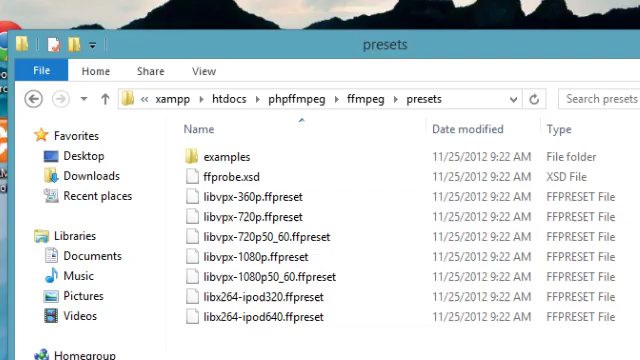 presets
File Home Share View
« xampp htdocs phpffmpeg ffmpeg presets Search presets
Name Date modified Type
Favorites
Desktop
Downloads
Recent places
Libraries
Documents
Music
Pictures
Videos
Homegroup
examples 11/25/2012 9:22 AM File folder
ffprobe.xsd 11/25/2012 9:22 AM XSD File
libvpx-360p.ffpreset 11/25/2012 9:22 AM FFPRESET File
libvpx-720p.ffpreset 11/25/2012 9:22 AM FFPRESET File
libvpx-720p50_60.ffpreset 11/25/2012 9:22 AM FFPRESET File
libvpx-1080p.ffpreset 11/25/2012 9:22 AM FFPRESET File
libvpx-1080p50_60.ffpreset 11/25/2012 9:22 AM FFPRESET File
libx264-ipod320.ffpreset 11/25/2012 9:22 AM FFPRESET File
libx264-ipod640.ffpreset 11/25/2012 9:22 AM FFPRESET File